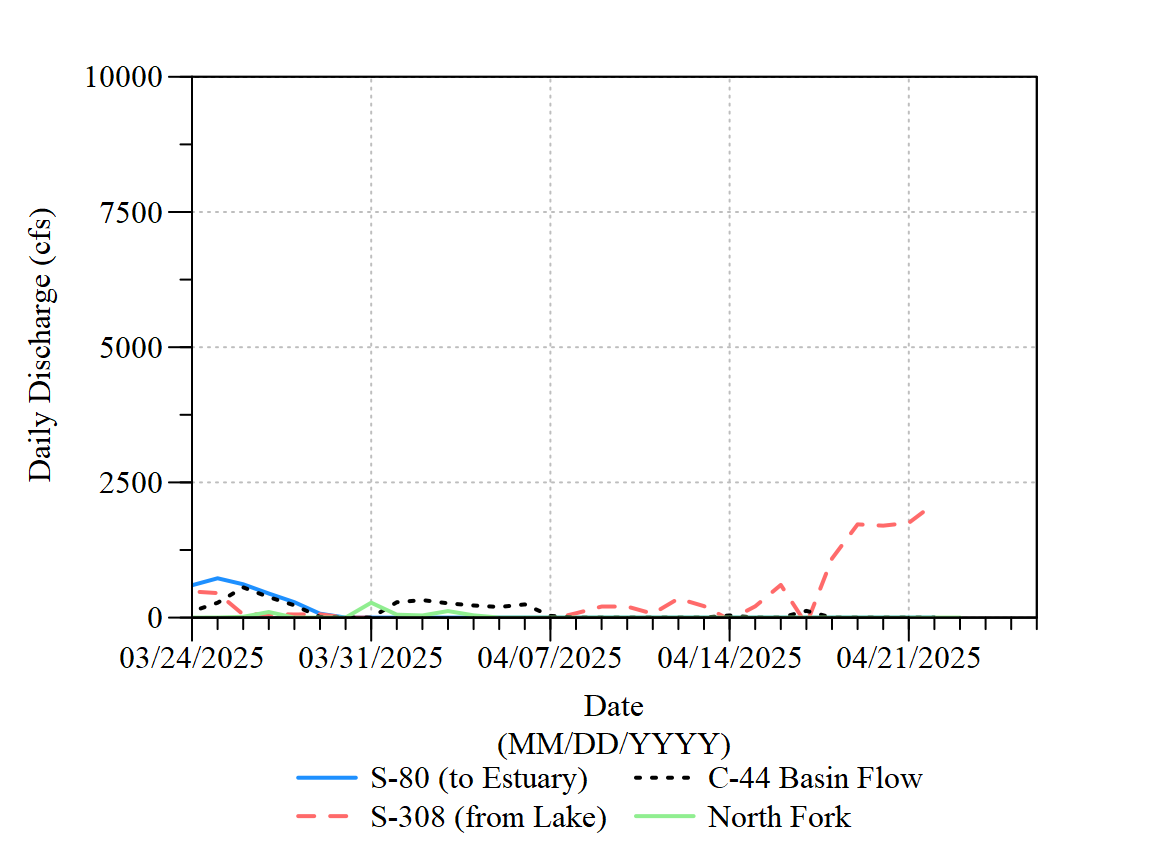 10000
7500
5000
2500
0
Daily Discharge (cfs)
03/24/2025 03/31/2025 04/07/2025 04/14/2025 04/21/2025
Date
(MM/DD/YYYY)
S-80 (to Estuary) C-44 Basin Flow
S-308 (from Lake) North Fork